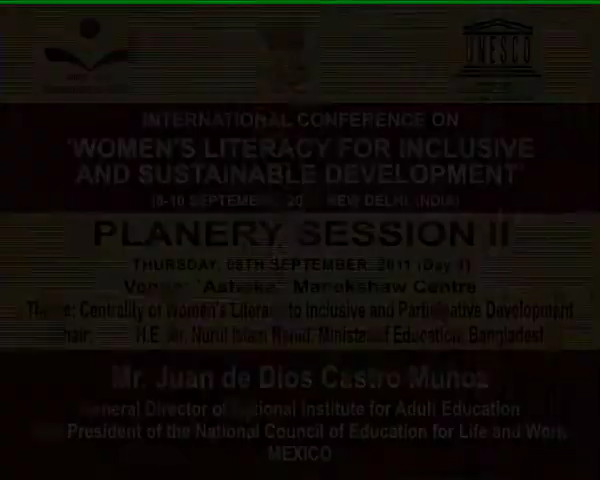 UNESCO
INTERNATIONAL CONFERENCE ON
'WOMEN'S LITERACY FOR INCLUSIVE
AND SUSTAINABLE DEVELOPMENT'
SEPTEMBER, NEW DELHI (INDIA)
PLANERY SESSION II
THURSDAY, 08TH SEPTEMBER, 2011 (Day 1)
Venue: "Ashoka" Manekshaw Centre
Theme: Centrality of Women's Literacy to Inclusive and Participative Development
Chair: H.E. Mr. Nurul Islam Nahid, Minister of Education, Bangladesh
Mr. Juan de Dios Castro Munoz
General Director of National Institute for Adult Education
President of the National Council of Education for Life and Work
MEXICO